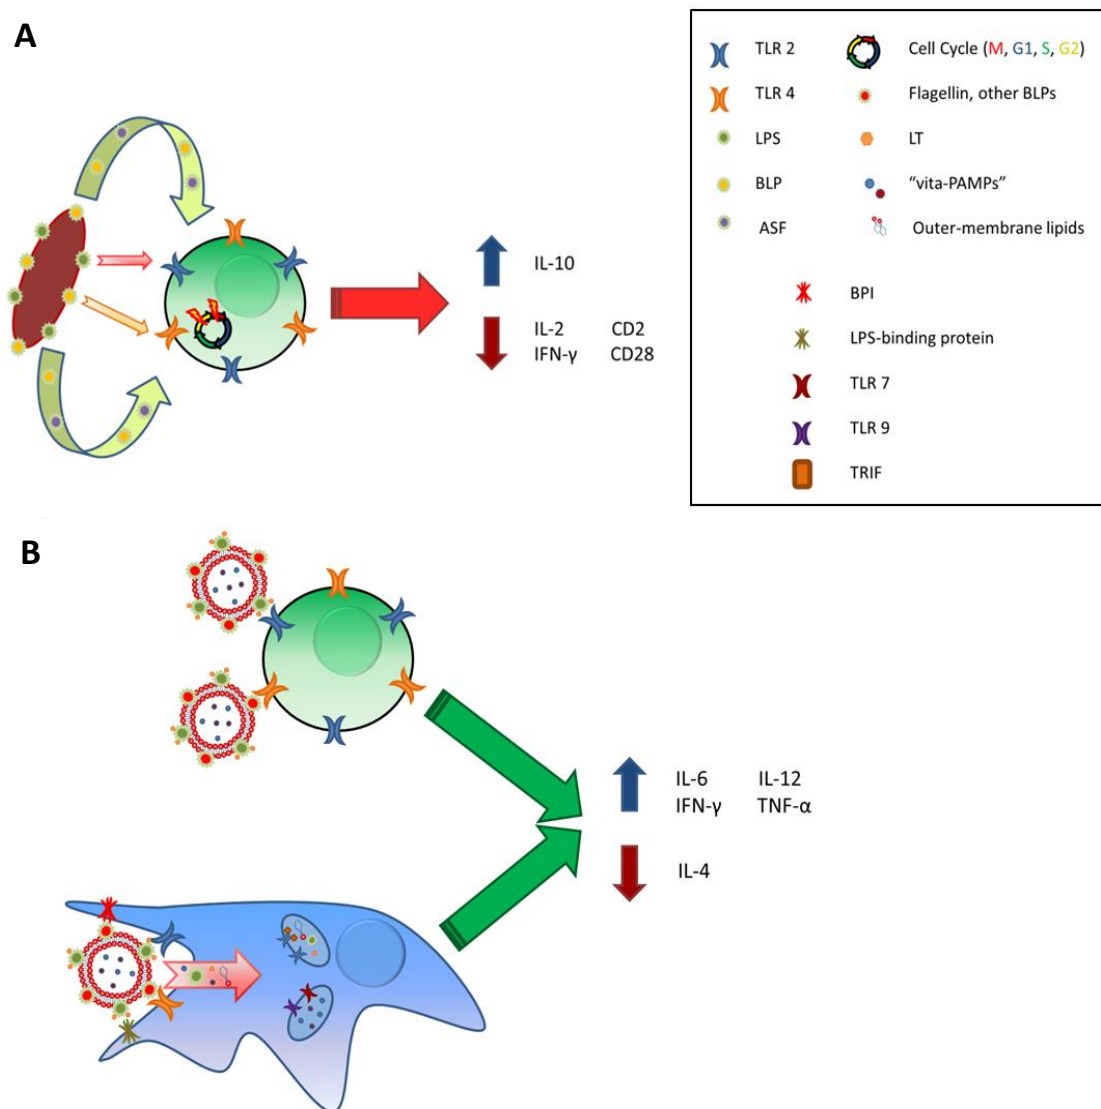 A
IL-10
IL-2 CD2
IFN-γ CD28
TLR 2
TLR 4
LPS
BLP
ASF
Cell Cycle (M, G1, S, G2)
Flagellin, other BLPs
LT
“vita-PAMPs”
Outer-membrane lipids
BPI
LPS-binding protein
TLR 7
TLR 9
TRIF
B
IL-6 IL-12
IFN-γ TNF-α
IL-4